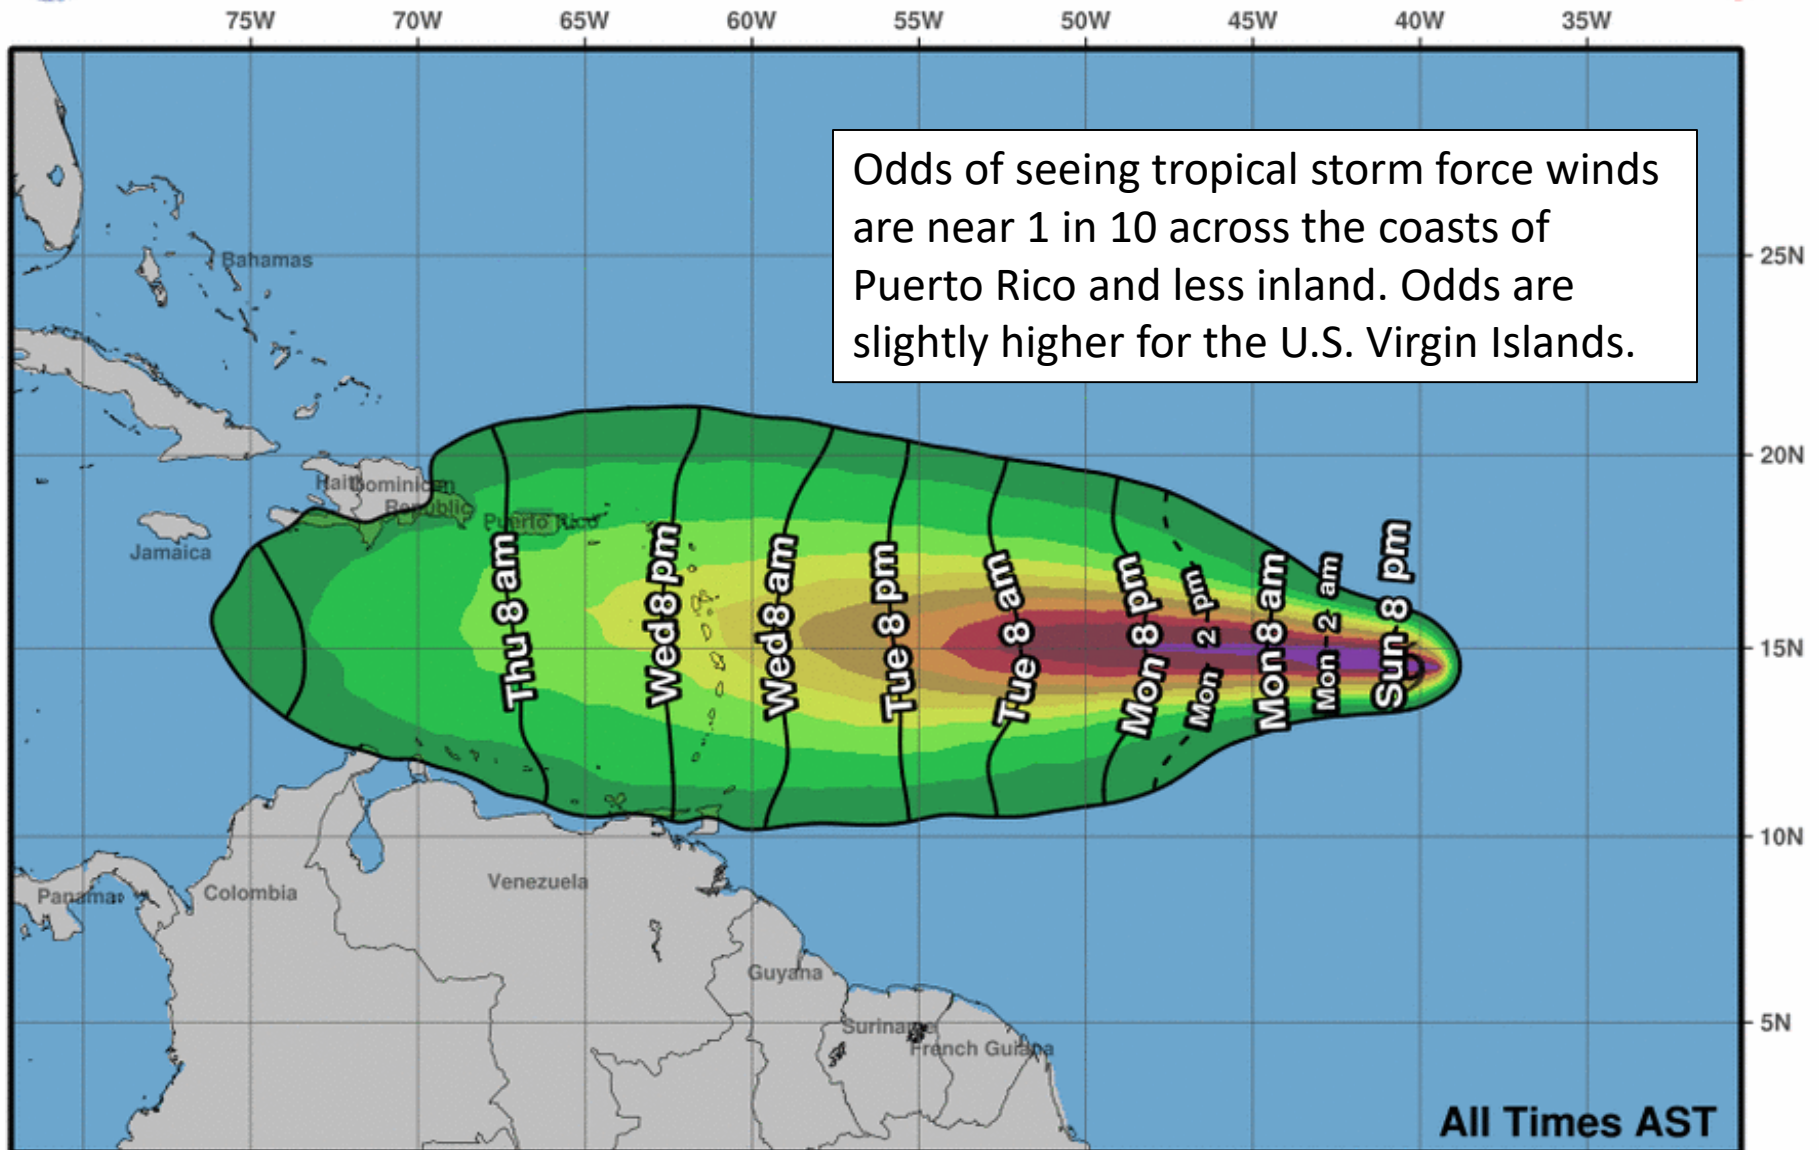 75W 70W 65W 60W 55W 50W 45W 40W 35W
Odds of seeing tropical storm force winds
are near 1 in 10 across the coasts of
Puerto Rico and less inland. Odds are
slightly higher for the U.S. Virgin Islands.
25N
20N
15N
10N
5N
Bahamas
Haiti
Dominican
Republic
Puerto Rico
Jamaica
Thu 8 am
Wed 8 pm
Wed 8 am
Tue 8 pm
Tue 8 am
Mon 8 pm
Mon 2 pm
Mon 8 am
Mon 2 am
Sun 8 pm
Panama
Colombia
Venezuela
Guyana
Suriname
French Guiana
All Times AST